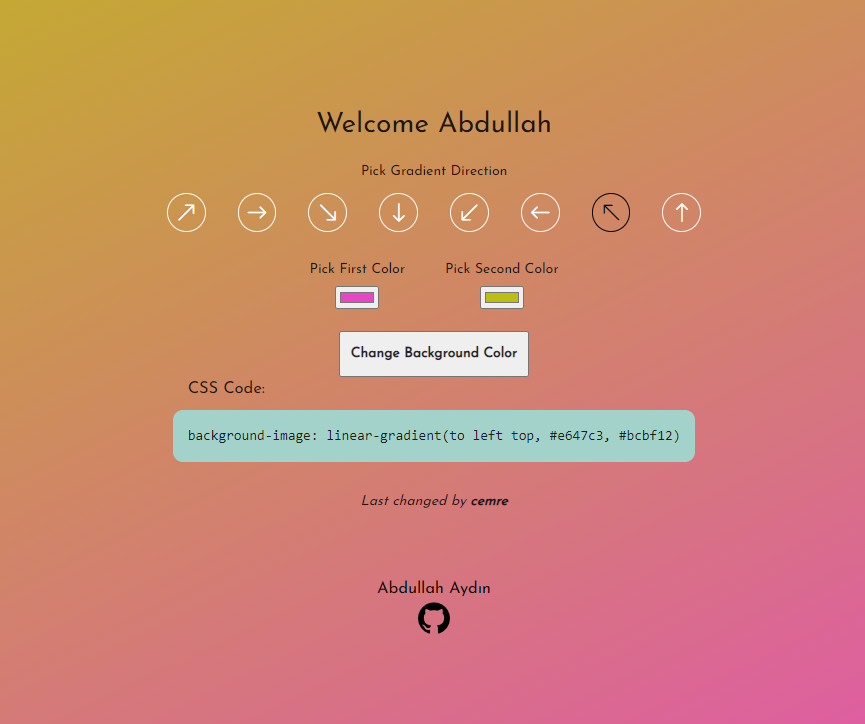 Welcome Abdullah
Pick Gradient Direction
Pick First Color
Pick Second Color
Change Background Color
CSS Code:
background-image: linear-gradient(to left top, #e647c3, #bcbf12)
Last changed by cemre
Abdullah Aydın